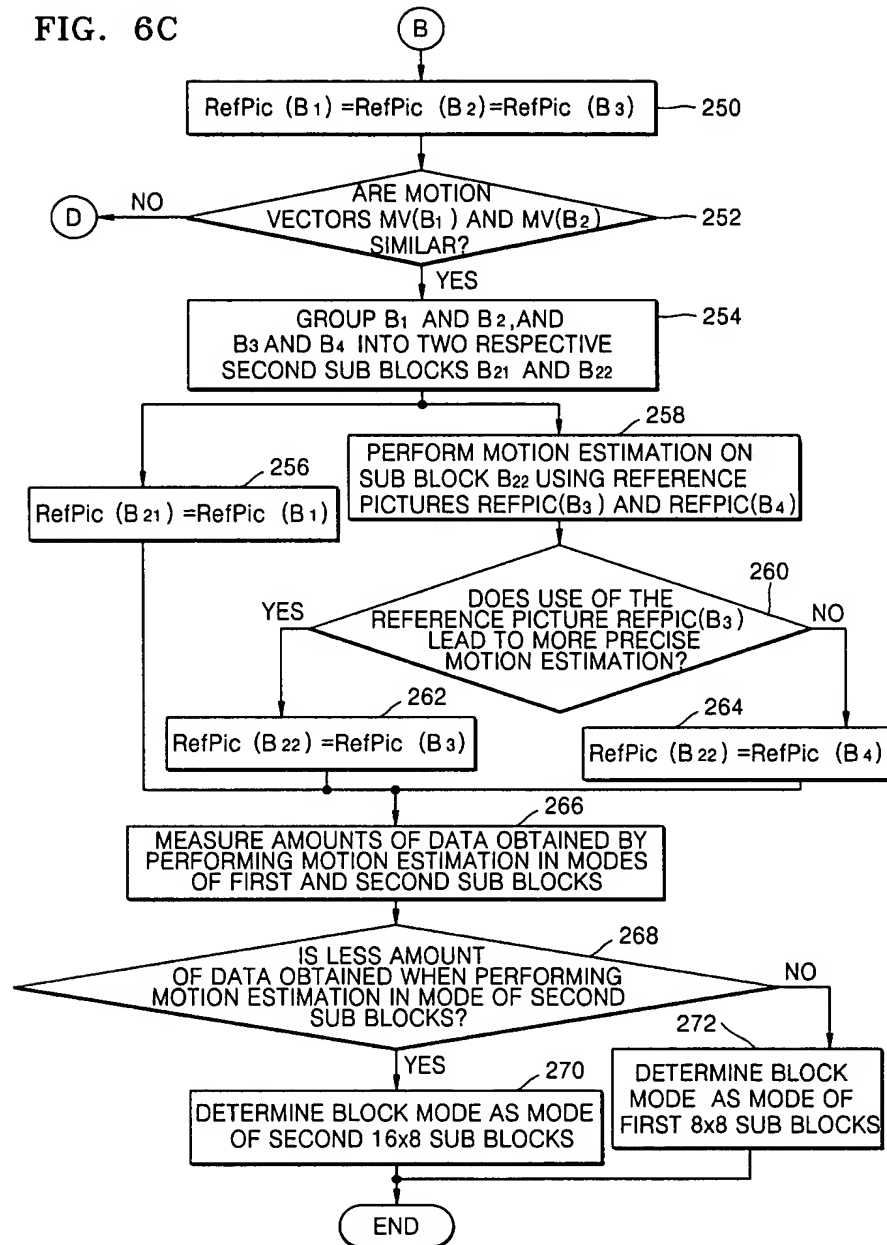 FIG. 6C
B
RefPic (B1) =RefPic (B2)=RefPic (B3)
250
ARE MOTION
VECTORS MV(B1) AND MV(B2)
SIMILAR?
252
NO
D
YES
GROUP B1 AND B2,AND
B3 AND B4 INTO TWO RESPECTIVE
SECOND SUB BLOCKS B21 AND B22
254
256
RefPic (B21) =RefPic (B1)
258
PERFORM MOTION ESTIMATION ON
SUB BLOCK B22 USING REFERENCE
PICTURES REFPIC(B3) AND REFPIC(B4)
260
DOES USE OF THE
REFERENCE PICTURE REFPIC(B3)
LEAD TO MORE PRECISE
MOTION ESTIMATION?
YES
NO
262
RefPic (B22) =RefPic (B3)
264
RefPic (B22) =RefPic (B4)
266
MEASURE AMOUNTS OF DATA OBTAINED BY
PERFORMING MOTION ESTIMATION IN MODES
OF FIRST AND SECOND SUB BLOCKS
268
IS LESS AMOUNT
OF DATA OBTAINED WHEN PERFORMING
MOTION ESTIMATION IN MODE OF SECOND
SUB BLOCKS?
NO
YES
270
DETERMINE BLOCK MODE AS MODE
OF SECOND 16x8 SUB BLOCKS
272
DETERMINE BLOCK
MODE AS MODE OF
FIRST 8x8 SUB BLOCKS
END